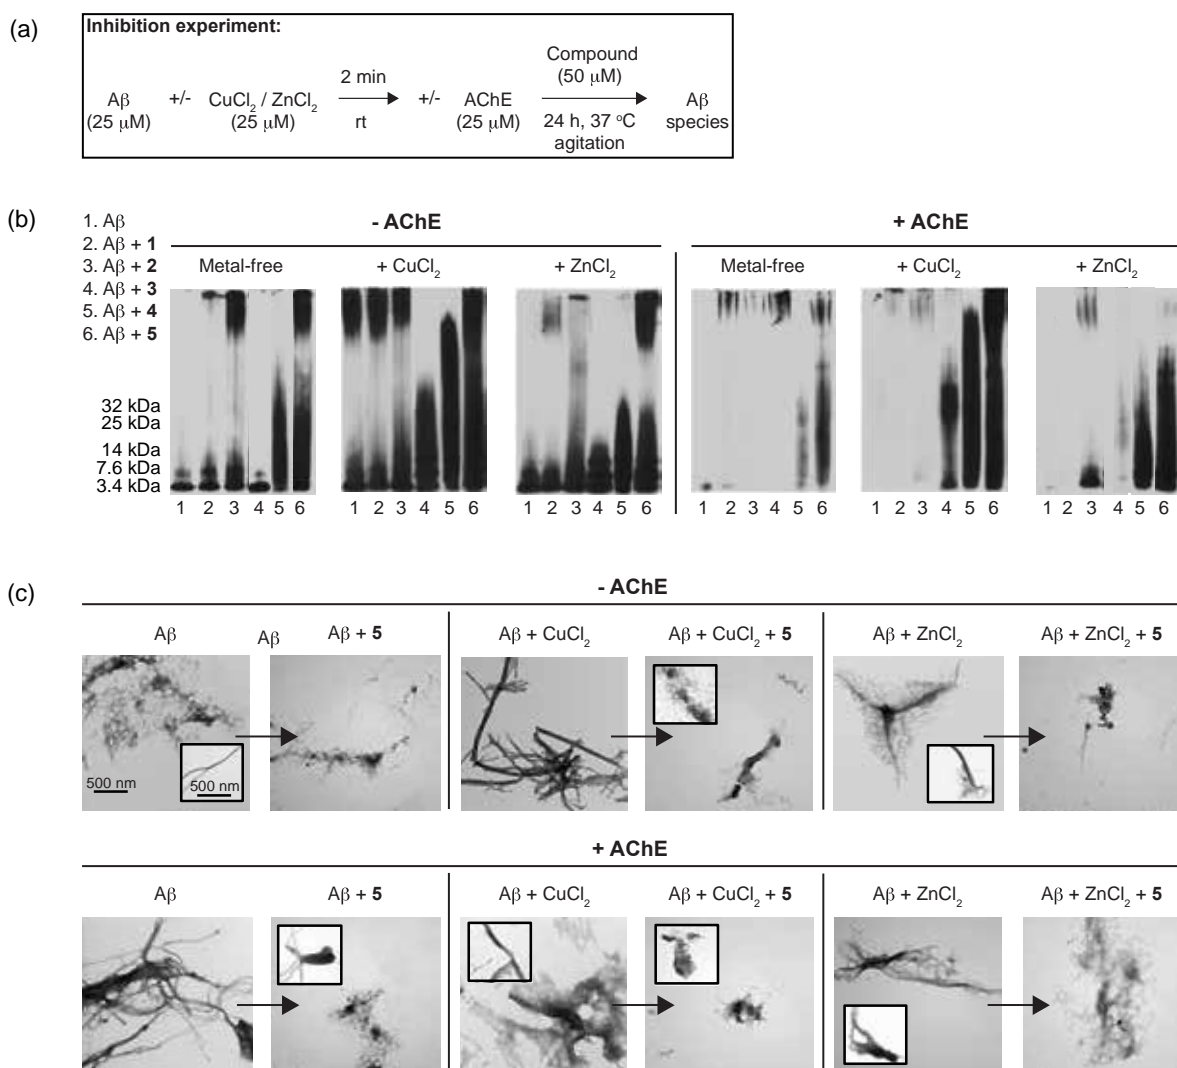 (a)
Inhibition experiment:
Aβ (25 μM) +/- CuCl₂ / ZnCl₂ (25 μM) 2 min rt +/- AChE (25 μM) Compound (50 μM) 24 h, 37 °C agitation Aβ species
(b)
1. Aβ
2. Aβ + 1
3. Aβ + 2
4. Aβ + 3
5. Aβ + 4
6. Aβ + 5
- AChE
+ AChE
Metal-free + CuCl₂ + ZnCl₂ Metal-free + CuCl₂ + ZnCl₂
32 kDa
25 kDa
14 kDa
7.6 kDa
3.4 kDa
1 2 3 4 5 6 1 2 3 4 5 6 1 2 3 4 5 6 1 2 3 4 5 6 1 2 3 4 5 6 1 2 3 4 5 6
(c)
- AChE
Aβ Aβ Aβ + 5 Aβ + CuCl₂ Aβ + CuCl₂ + 5 Aβ + ZnCl₂ Aβ + ZnCl₂ + 5
500 nm 500 nm
+ AChE
Aβ Aβ + 5 Aβ + CuCl₂ Aβ + CuCl₂ + 5 Aβ + ZnCl₂ Aβ + ZnCl₂ + 5